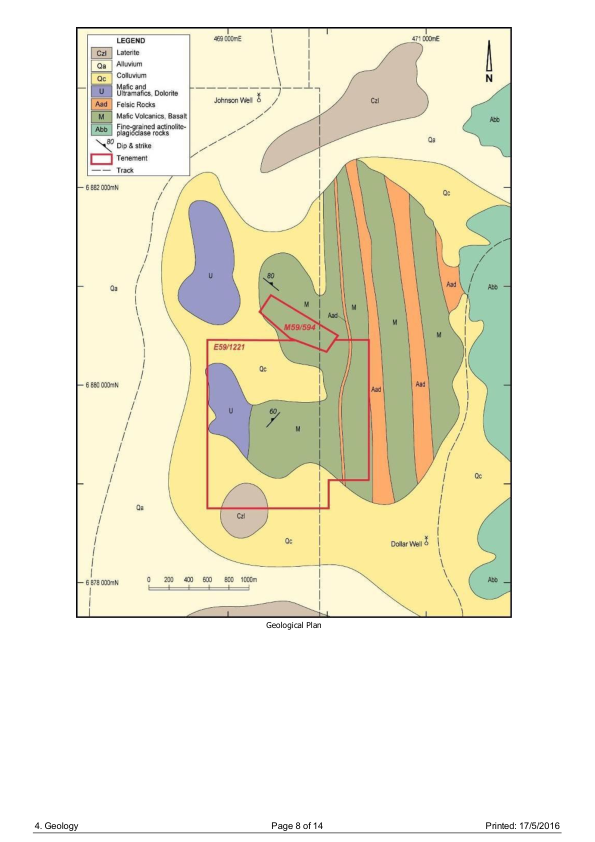 469 000mE
471 000mE
LEGEND
Czl Laterite
Qa Alluvium
Qc Colluvium
U Mafic and
Ultramafics, Dolorite
Aad Felsic Rocks
M Mafic Volcanics, Basalt
Abb Fine-grained actinolite-
plagioclase rocks
80 Dip & strike
Tenement
Track
N
Johnson Well
Czl
Abb
Qa
6 882 000mN
Qc
U
80
Aad
Abb
Qa
M
Aad
M
M59/594
M
M
E59/1221
Qc
6 880 000mN
Aad
Aad
U
60
M
Qc
Qa
Czl
Qc
Dollar Well
6 878 000mN
0 200 400 600 800 1000m
Abb
Geological Plan
4. Geology
Page 8 of 14
Printed: 17/5/2016